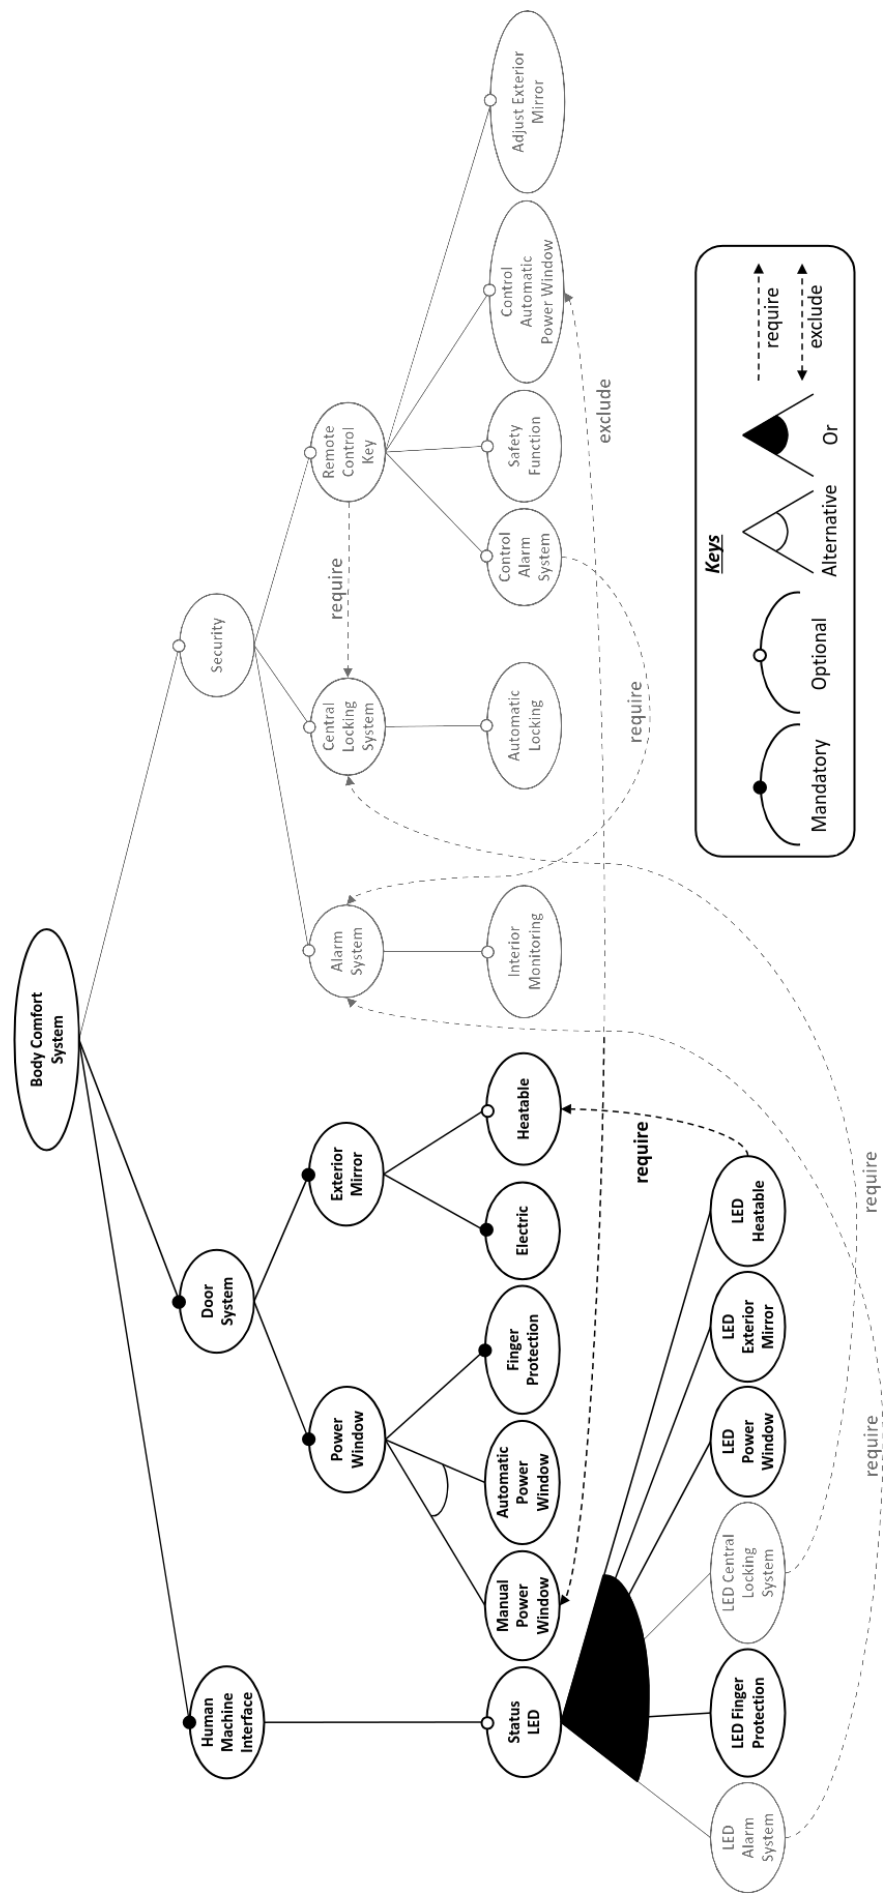 Body Comfort
System
Human
Machine
Interface
Door
System
Security
Power
Window
Exterior
Mirror
Alarm
System
Central
Locking
System
require
Remote
Control
Key
Status
LED
Manual
Power
Window
Automatic
Power
Window
Finger
Protection
Electric
Heatable
Interior
Monitoring
Automatic
Locking
Control
Alarm
System
Safety
Function
Control
Automatic
Power Window
Adjust Exterior
Mirror
exclude
require
require
LED
Alarm
System
LED Finger
Protection
LED Central
Locking
System
LED
Power
Window
LED
Exterior
Mirror
LED
Heatable
require
require
Keys
Mandatory
Optional
Alternative
Or
require
exclude